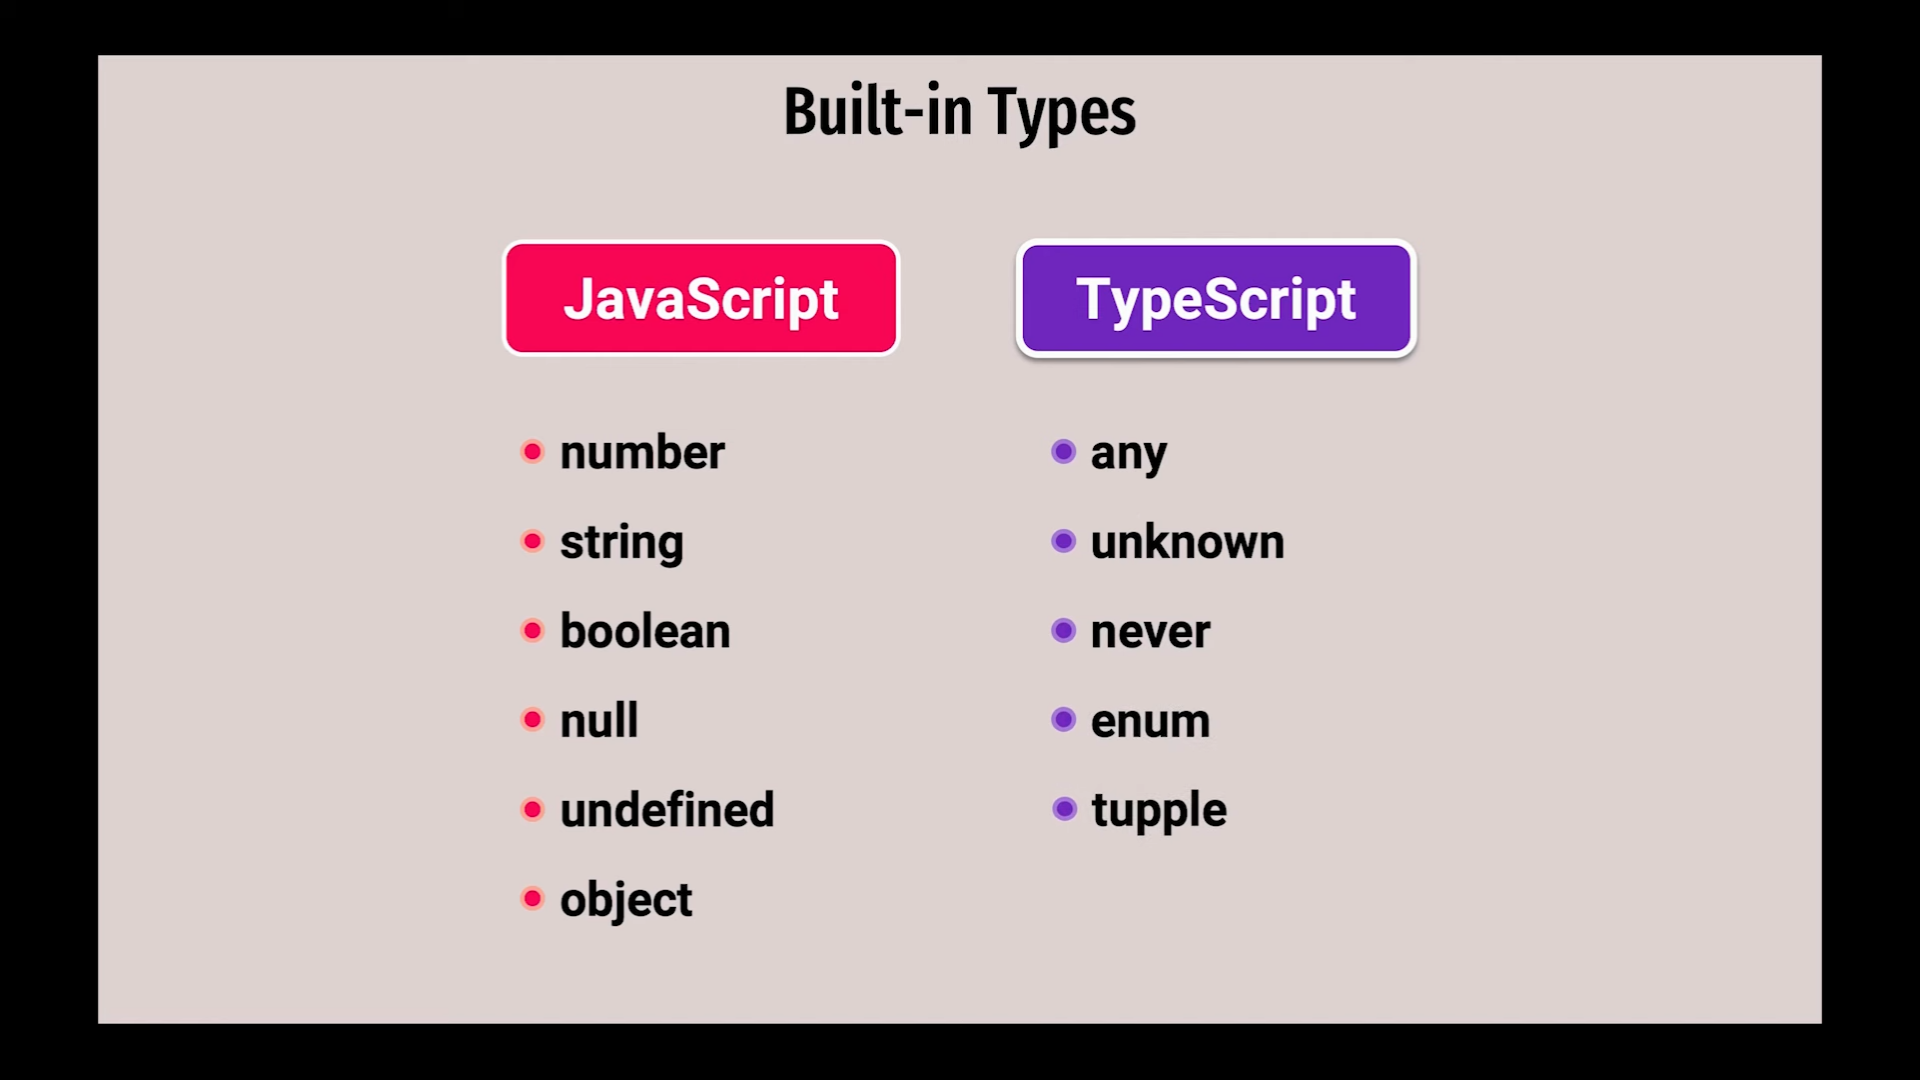 Built-in Types
JavaScript
number
string
boolean
null
undefined
object
TypeScript
any
unknown
never
enum
tupple